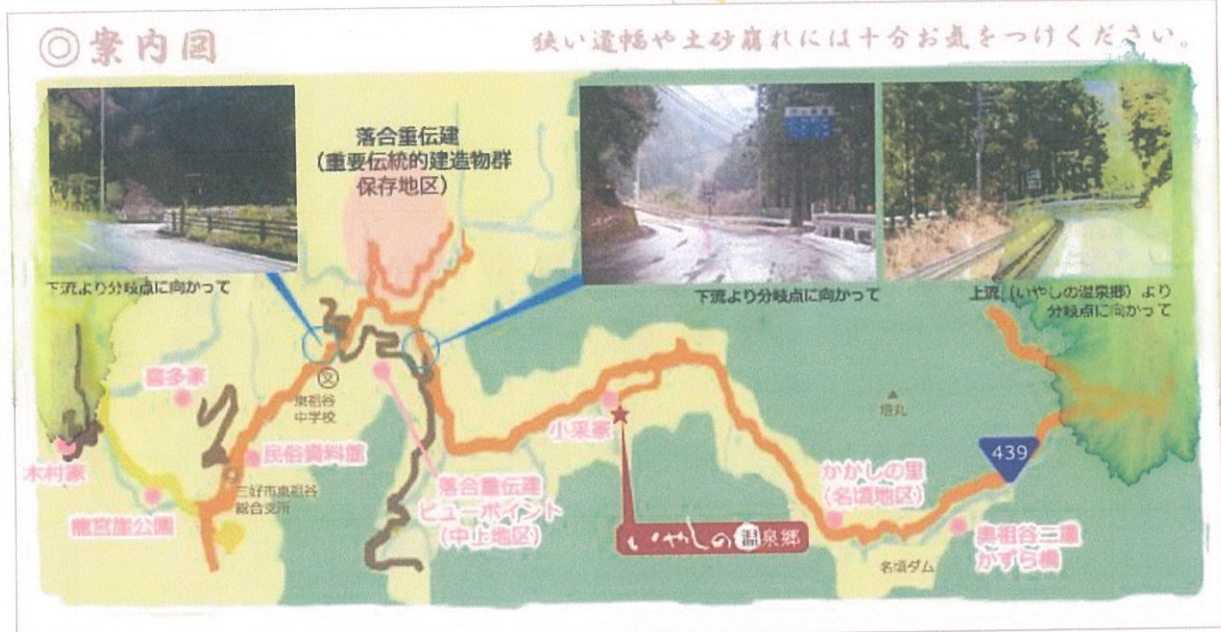 ◎案内図
狭い道幅や土砂崩れには十分お気をつけください。
落合重伝建
(重要伝統的建造物群
保存地区)
下流より分岐点に向かって
下流より分岐点に向かって
上流(いやしの温泉郷)より
分岐点に向かって
喜多家
文
東祖谷
中学校
小采家
塔丸
439
木村家
民俗資料館
龍宮崖公園
三好市東祖谷
総合支所
落合重伝建
ビューポイント
(中上地区)
かかしの里
(名頃地区)
いやしの温泉郷
奥祖谷二重
かずら橋
名頃ダム